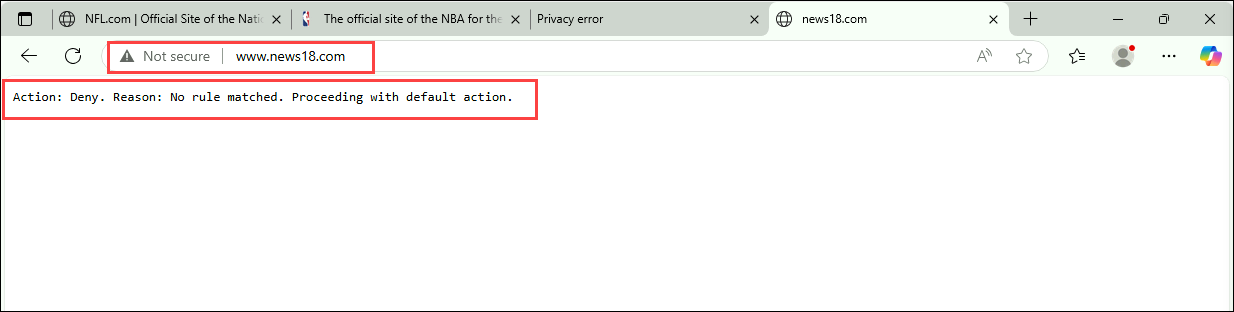 NFL.com | Official Site of the Natio
The official site of the NBA for the
Privacy error
news18.com
Not secure
www.news18.com
Action: Deny. Reason: No rule matched. Proceeding with default action.